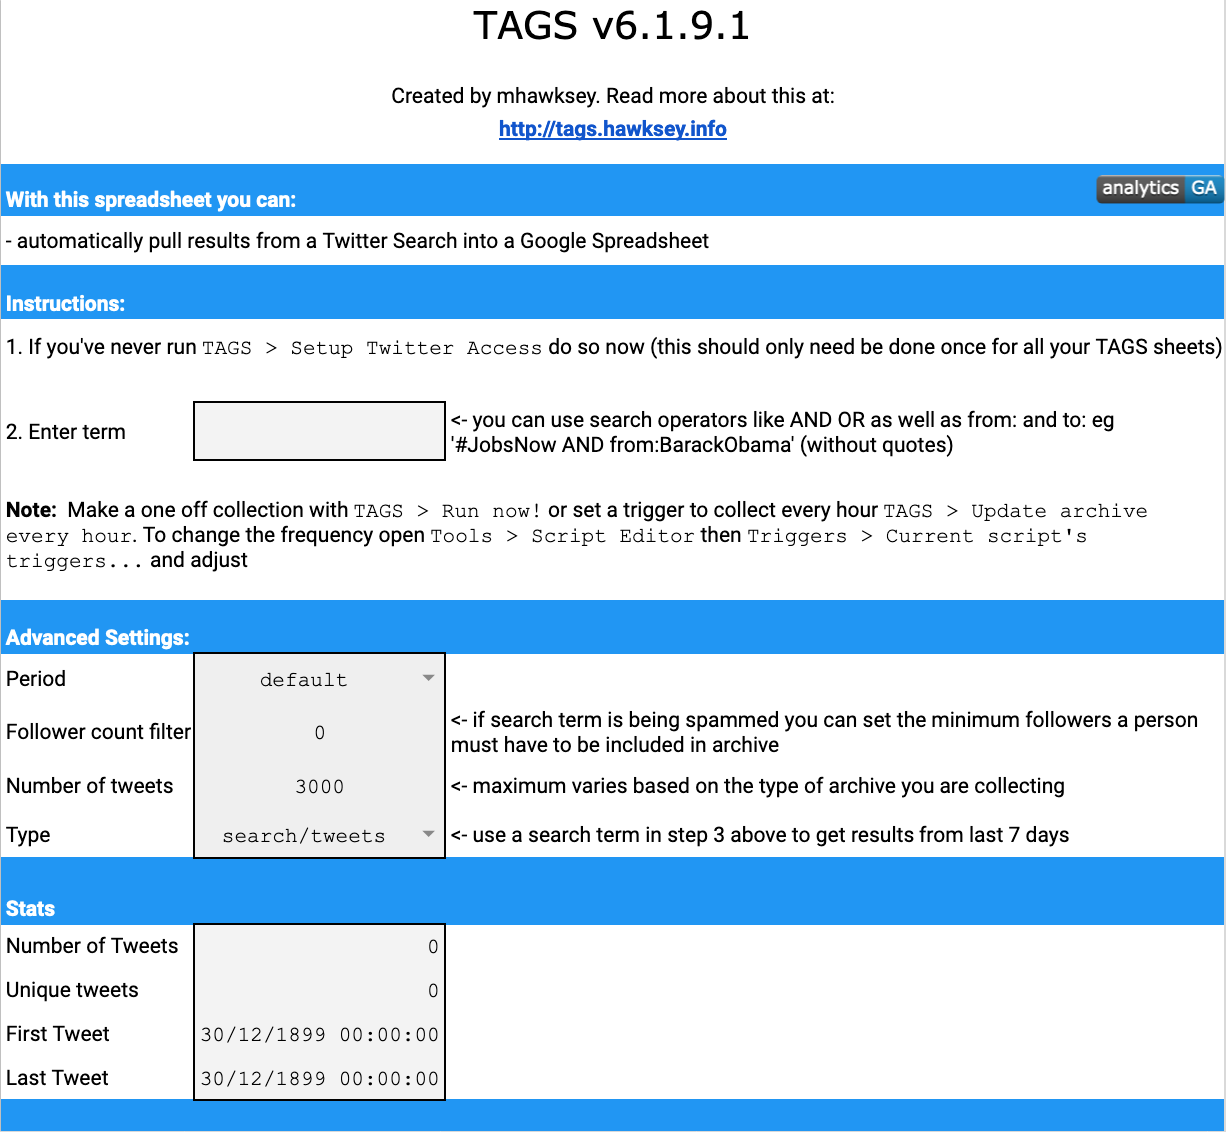 TAGS v6.1.9.1
Created by mhawksey. Read more about this at:
http://tags.hawksey.info
With this spreadsheet you can:
analytics GA
- automatically pull results from a Twitter Search into a Google Spreadsheet
Instructions:
1. If you've never run TAGS > Setup Twitter Access do so now (this should only need be done once for all your TAGS sheets)
2. Enter term
<- you can use search operators like AND OR as well as from: and to: eg
'#JobsNow AND from:BarackObama' (without quotes)
Note:  Make a one off collection with TAGS > Run now! or set a trigger to collect every hour TAGS > Update archive
every hour. To change the frequency open Tools > Script Editor then Triggers > Current script's
triggers... and adjust
Advanced Settings:
Period default
Follower count filter 0
<- if search term is being spammed you can set the minimum followers a person
must have to be included in archive
Number of tweets 3000 <- maximum varies based on the type of archive you are collecting
Type search/tweets <- use a search term in step 3 above to get results from last 7 days
Stats
Number of Tweets 0
Unique tweets 0
First Tweet 30/12/1899 00:00:00
Last Tweet 30/12/1899 00:00:00